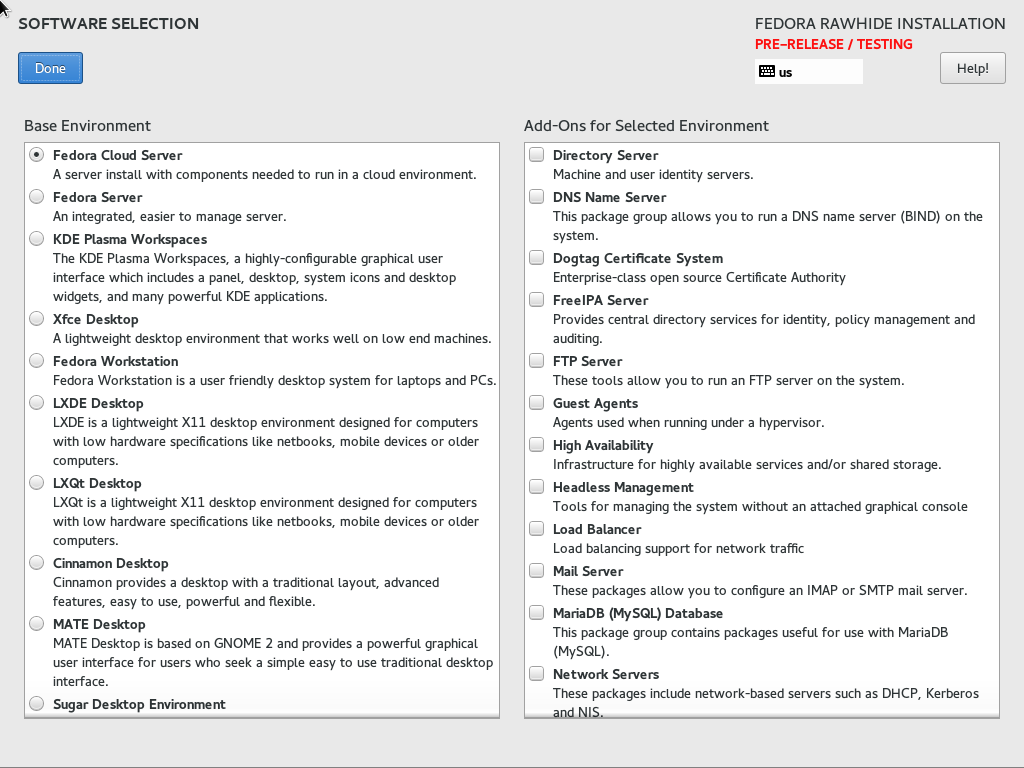 SOFTWARE SELECTION
FEDORA RAWHIDE INSTALLATION
PRE-RELEASE / TESTING
Done
us
Help!
Base Environment
Fedora Cloud Server
A server install with components needed to run in a cloud environment.
Fedora Server
An integrated, easier to manage server.
KDE Plasma Workspaces
The KDE Plasma Workspaces, a highly-configurable graphical user
interface which includes a panel, desktop, system icons and desktop
widgets, and many powerful KDE applications.
Xfce Desktop
A lightweight desktop environment that works well on low end machines.
Fedora Workstation
Fedora Workstation is a user friendly desktop system for laptops and PCs.
LXDE Desktop
LXDE is a lightweight X11 desktop environment designed for computers
with low hardware specifications like netbooks, mobile devices or older
computers.
LXQt Desktop
LXQt is a lightweight X11 desktop environment designed for computers
with low hardware specifications like netbooks, mobile devices or older
computers.
Cinnamon Desktop
Cinnamon provides a desktop with a traditional layout, advanced
features, easy to use, powerful and flexible.
MATE Desktop
MATE Desktop is based on GNOME 2 and provides a powerful graphical
user interface for users who seek a simple easy to use traditional desktop
interface.
Sugar Desktop Environment
Add-Ons for Selected Environment
Directory Server
Machine and user identity servers.
DNS Name Server
This package group allows you to run a DNS name server (BIND) on the
system.
Dogtag Certificate System
Enterprise-class open source Certificate Authority
FreeIPA Server
Provides central directory services for identity, policy management and
auditing.
FTP Server
These tools allow you to run an FTP server on the system.
Guest Agents
Agents used when running under a hypervisor.
High Availability
Infrastructure for highly available services and/or shared storage.
Headless Management
Tools for managing the system without an attached graphical console
Load Balancer
Load balancing support for network traffic
Mail Server
These packages allow you to configure an IMAP or SMTP mail server.
MariaDB (MySQL) Database
This package group contains packages useful for use with MariaDB
(MySQL).
Network Servers
These packages include network-based servers such as DHCP, Kerberos
and NIS.